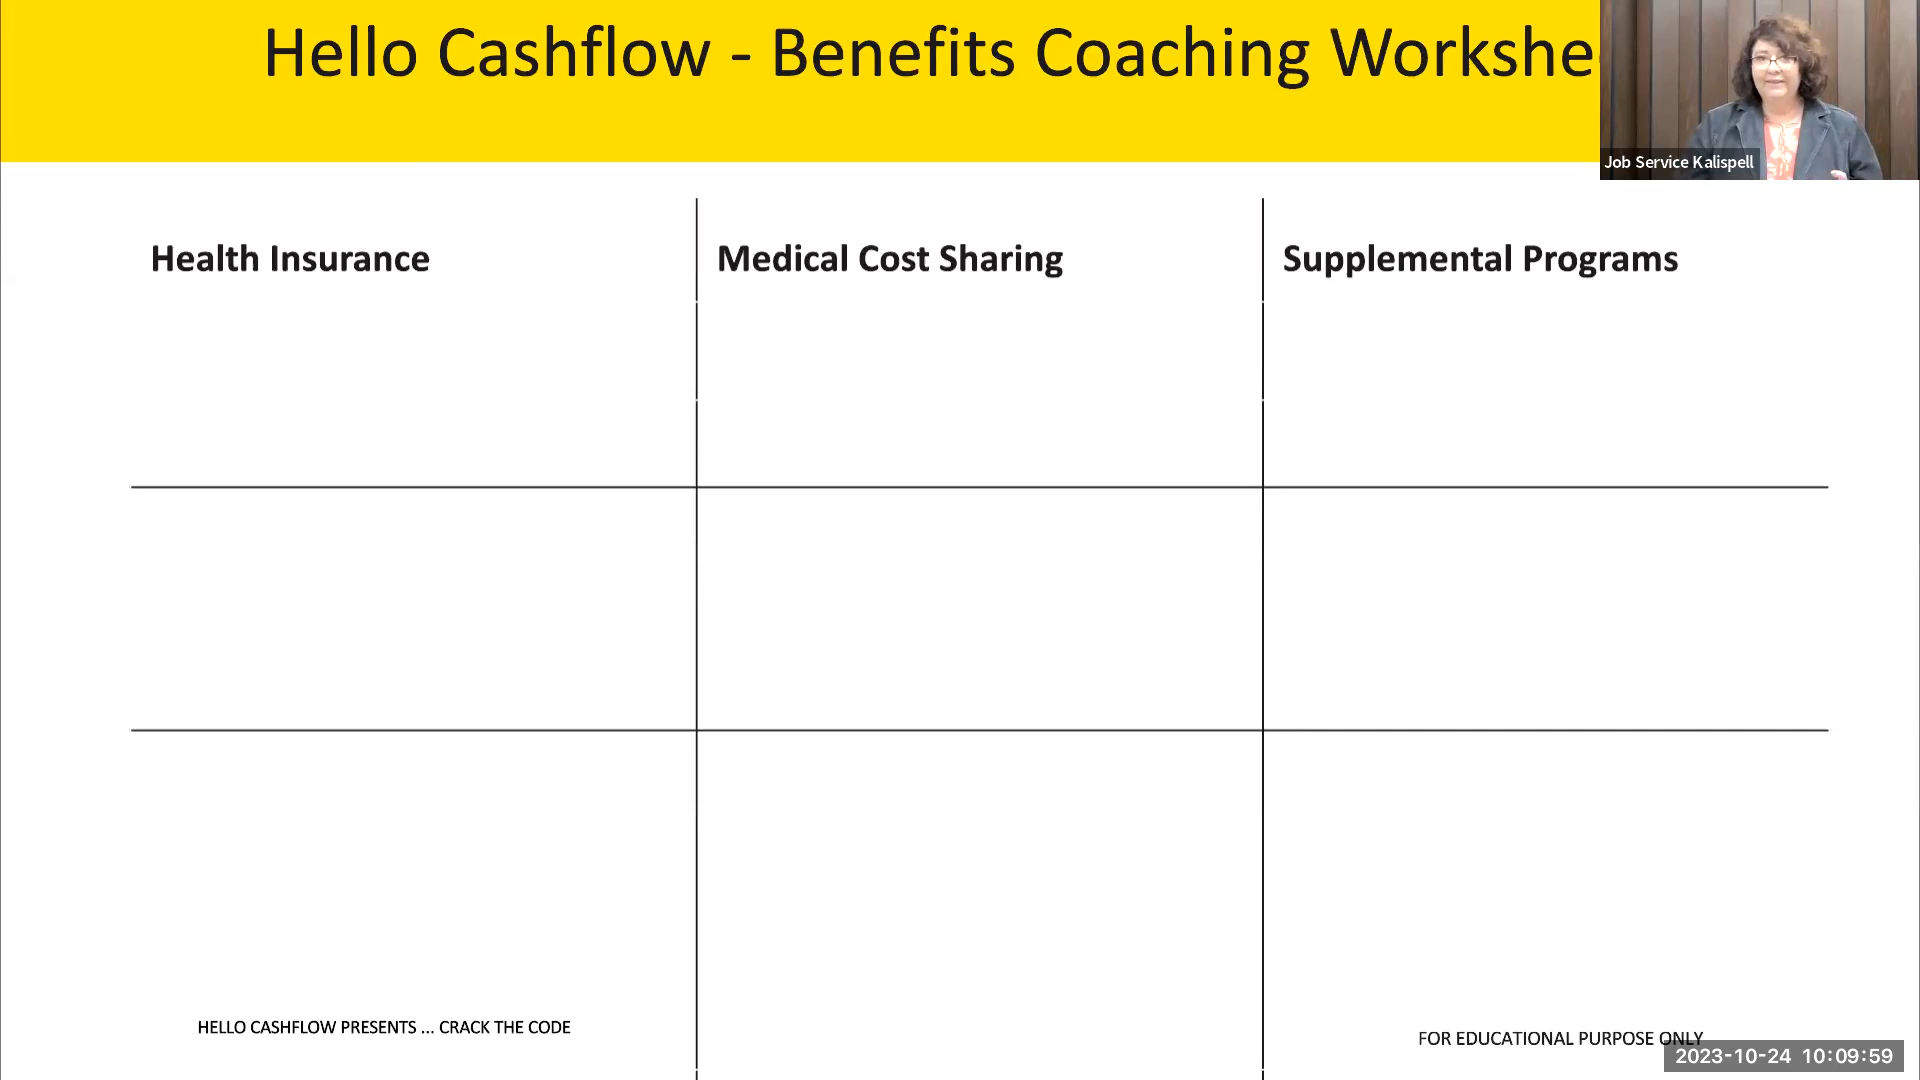 Hello Cashflow - Benefits Coaching
Job Service Kalispell
Health Insurance
Medical Cost Sharing
Supplemental Programs
HELLO CASHFLOW PRESENTS ... CRACK THE CODE
FOR EDUCATIONAL PURPOSE ONLY
2023-10-24 10:09:59